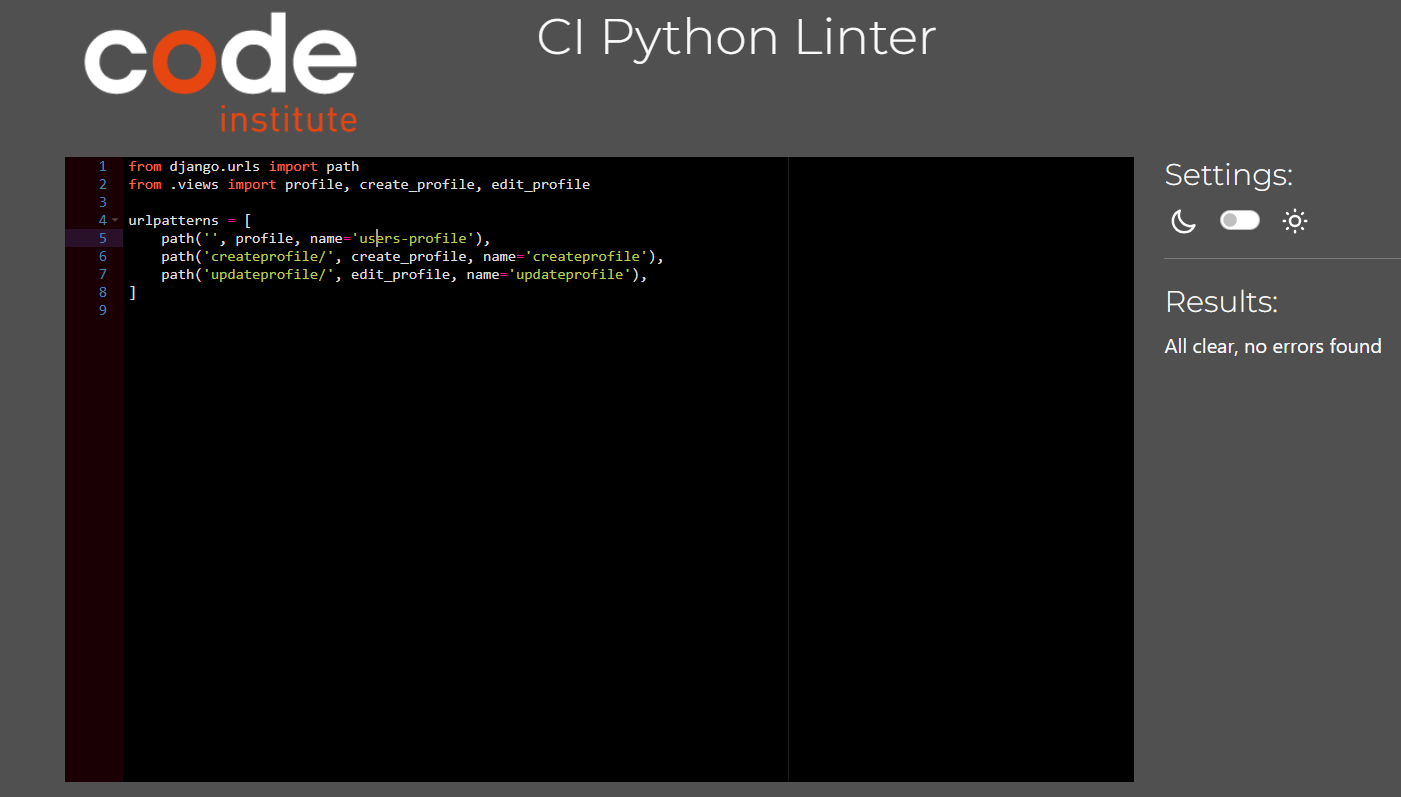 code
institute
CI Python Linter
1 from django.urls import path
2 from .views import profile, create_profile, edit_profile
3
4 urlpatterns = [
5     path('', profile, name='users-profile'),
6     path('createprofile/', create_profile, name='createprofile'),
7     path('updateprofile/', edit_profile, name='updateprofile'),
8 ]
9
Settings:
Results:
All clear, no errors found